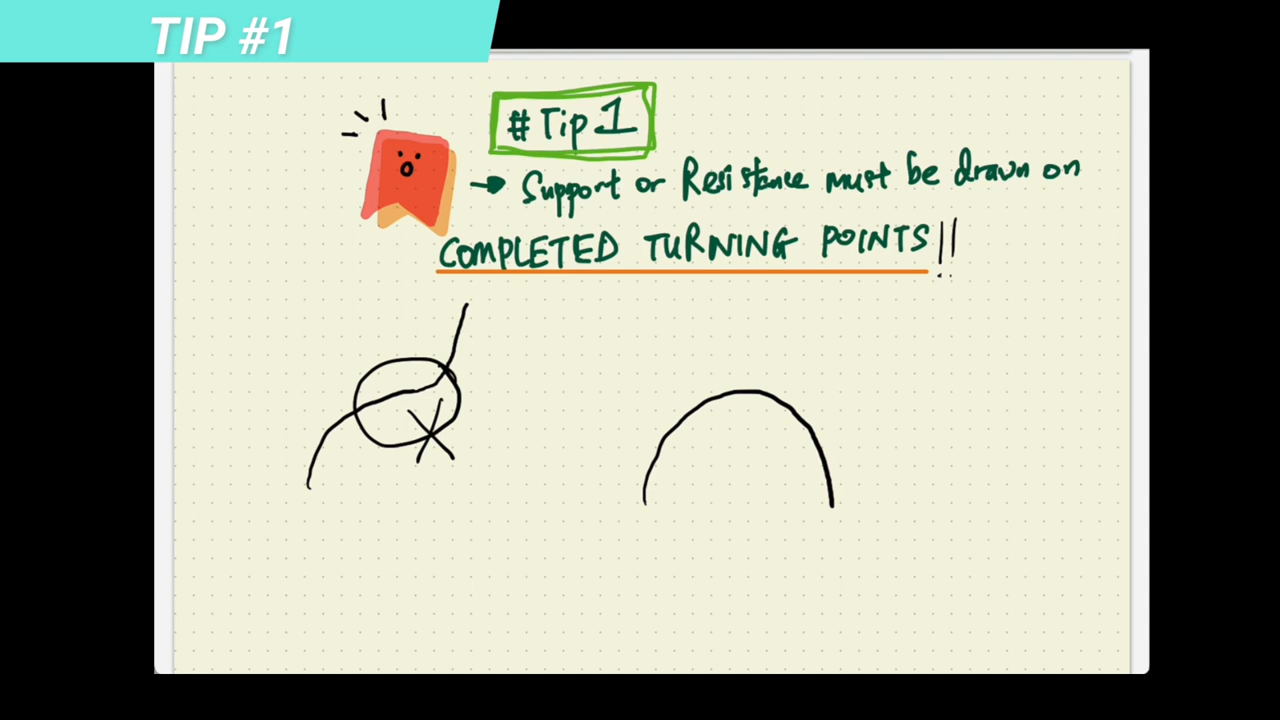 TIP #1
# Tip 1
→ Support or Resistance must be drawn on
COMPLETED TURNING POINTS!!